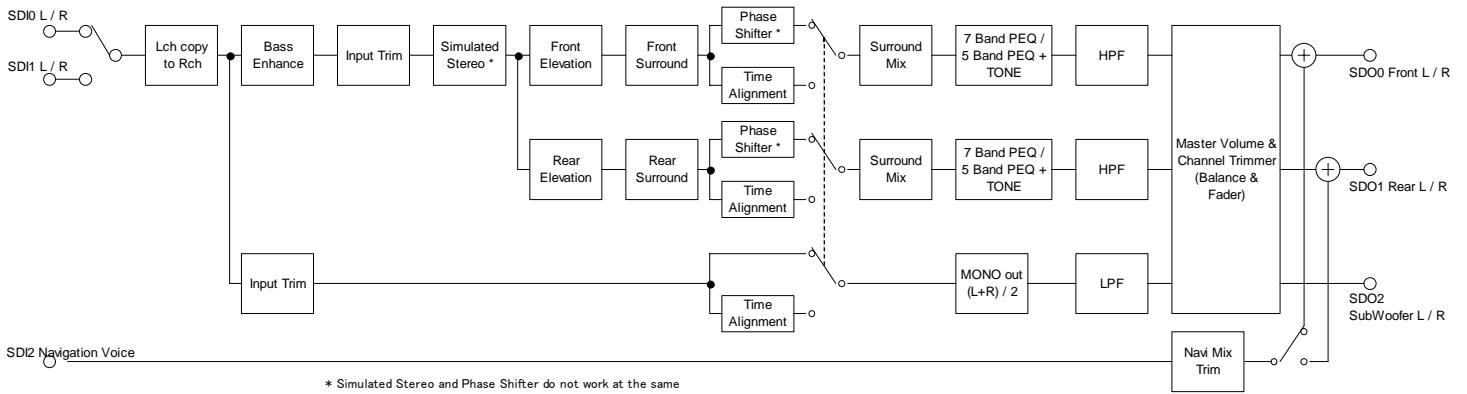 SDI0 L / R
SDI1 L / R
Lch copy
to Rch
Bass
Enhance
Input Trim
Simulated
Stereo *
Front
Elevation
Front
Surround
Phase
Shifter *
Time
Alignment
Surround
Mix
7 Band PEQ /
5 Band PEQ +
TONE
HPF
SDO0 Front L / R
Rear
Elevation
Rear
Surround
Phase
Shifter *
Time
Alignment
Surround
Mix
7 Band PEQ /
5 Band PEQ +
TONE
HPF
Master Volume &
Channel Trimmer
(Balance &
Fader)
SDO1 Rear L / R
Input Trim
Time
Alignment
MONO out
(L+R) / 2
LPF
SDO2
SubWoofer L / R
SDI2 Navigation Voice
Navi Mix
Trim
* Simulated Stereo and Phase Shifter do not work at the same